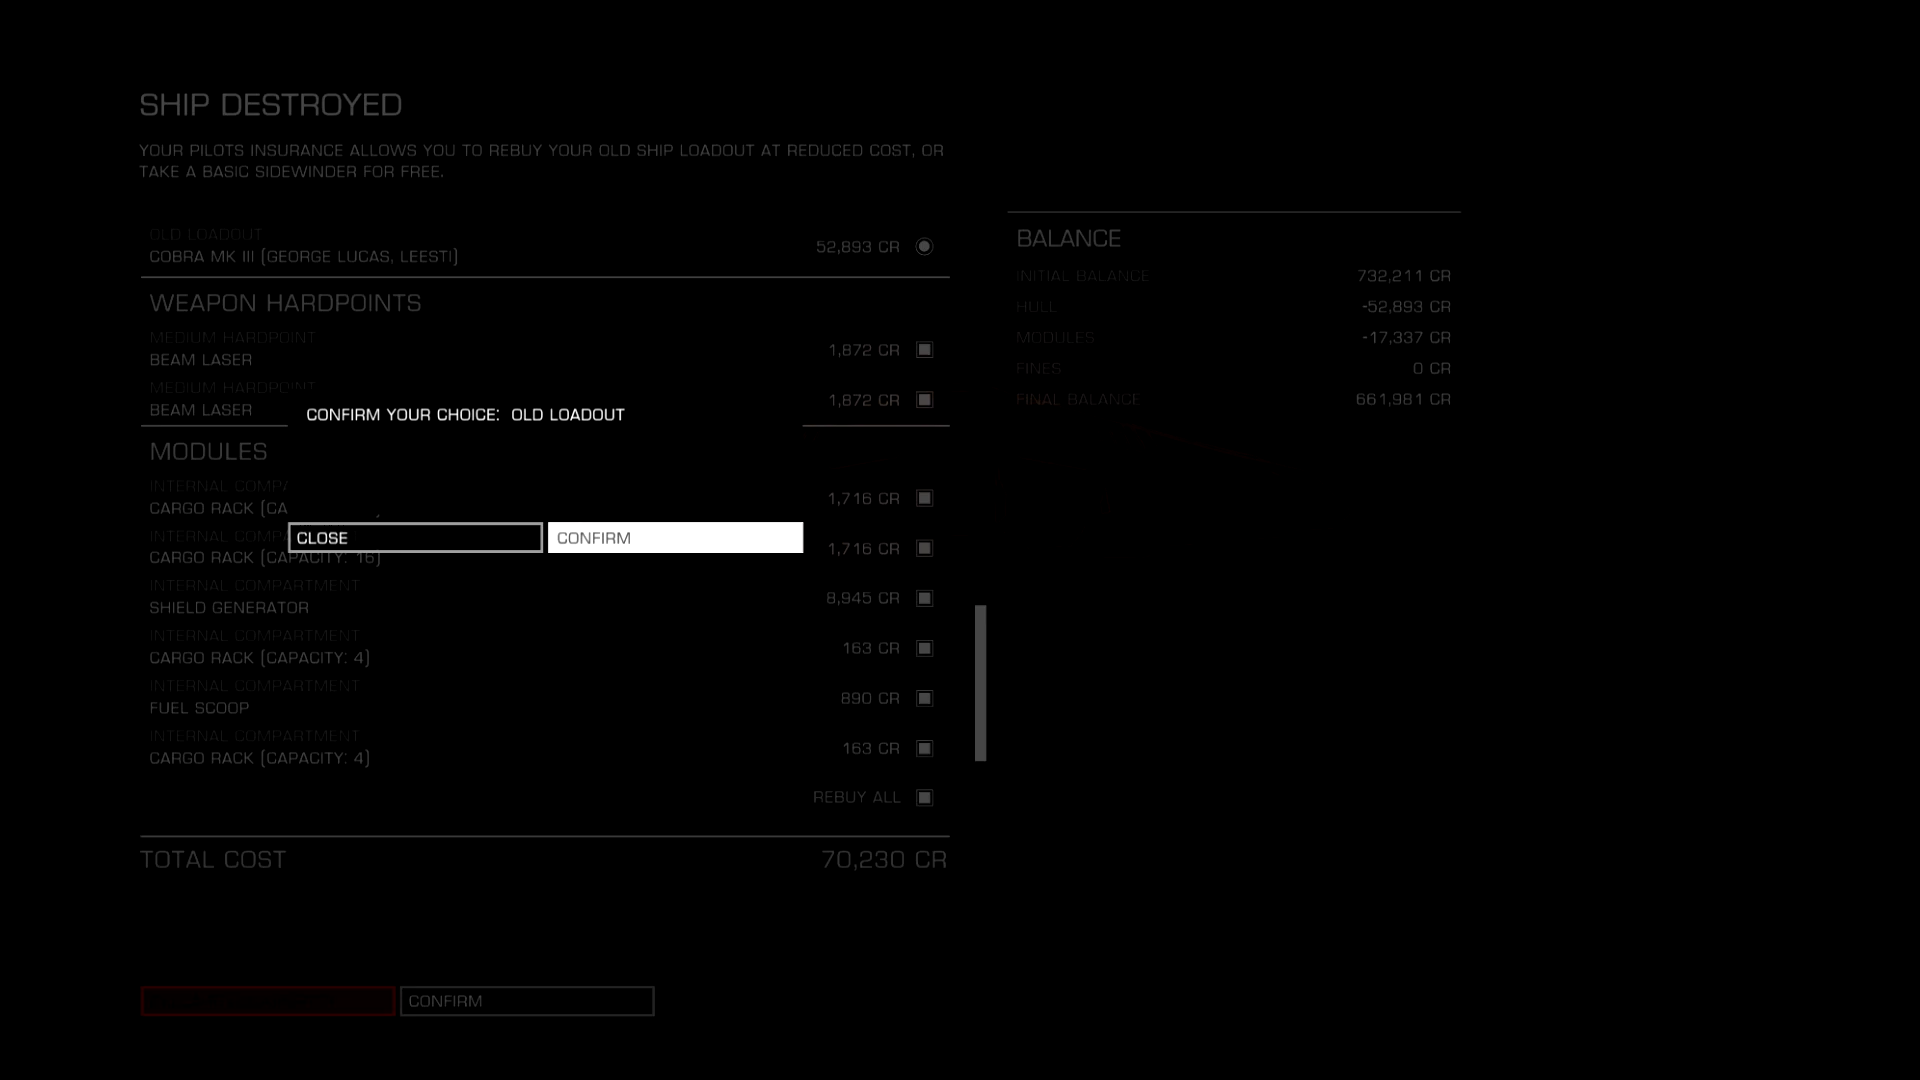 SHIP DESTROYED
YOUR PILOTS INSURANCE ALLOWS YOU TO REBUY YOUR OLD SHIP LOADOUT AT REDUCED COST, OR
TAKE A BASIC SIDEWINDER FOR FREE.
OLD LOADOUT
COBRA MK III (GEORGE LUCAS, LEESTI)
52,893 CR
WEAPON HARDPOINTS
MEDIUM HARDPOINT
BEAM LASER
1,872 CR
MEDIUM HARDPOINT
BEAM LASER
1,872 CR
CONFIRM YOUR CHOICE: OLD LOADOUT
MODULES
INTERNAL COMPA
CARGO RACK (CA
1,716 CR
CLOSE
CONFIRM
INTERNAL COMPA
CARGO RACK (CAPACITY: 16)
1,716 CR
INTERNAL COMPARTMENT
SHIELD GENERATOR
8,945 CR
INTERNAL COMPARTMENT
CARGO RACK (CAPACITY: 4)
163 CR
INTERNAL COMPARTMENT
FUEL SCOOP
890 CR
INTERNAL COMPARTMENT
CARGO RACK (CAPACITY: 4)
163 CR
REBUY ALL
TOTAL COST
70,230 CR
CONFIRM
BALANCE
INITIAL BALANCE 732,211 CR
HULL -52,893 CR
MODULES -17,337 CR
FINES 0 CR
FINAL BALANCE 661,981 CR